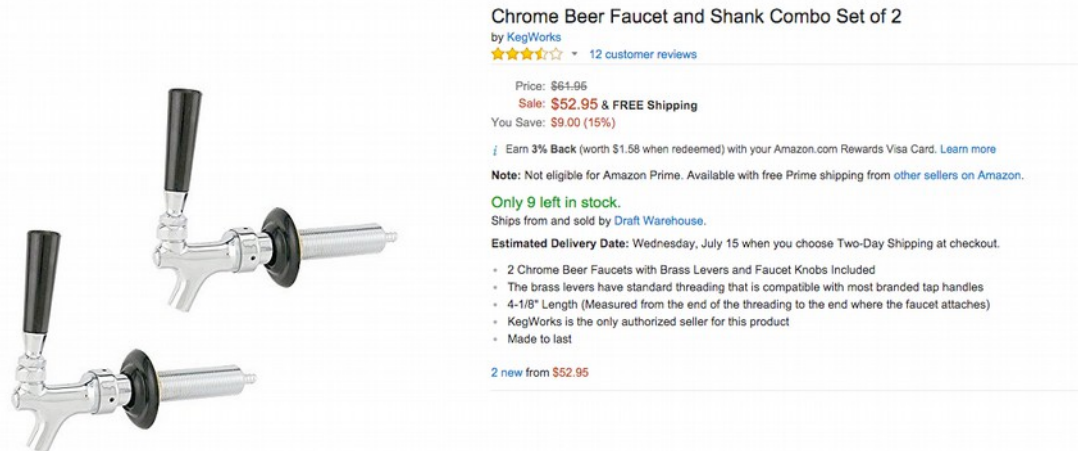 Chrome Beer Faucet and Shank Combo Set of 2
by KegWorks
12 customer reviews
Price: $61.95
Sale: $52.95 & FREE Shipping
You Save: $9.00 (15%)
i Earn 3% Back (worth $1.58 when redeemed) with your Amazon.com Rewards Visa Card. Learn more
Note: Not eligible for Amazon Prime. Available with free Prime shipping from other sellers on Amazon.
Only 9 left in stock.
Ships from and sold by Draft Warehouse.
Estimated Delivery Date: Wednesday, July 15 when you choose Two-Day Shipping at checkout.
• 2 Chrome Beer Faucets with Brass Levers and Faucet Knobs Included
• The brass levers have standard threading that is compatible with most branded tap handles
• 4-1/8" Length (Measured from the end of the threading to the end where the faucet attaches)
• KegWorks is the only authorized seller for this product
• Made to last
2 new from $52.95